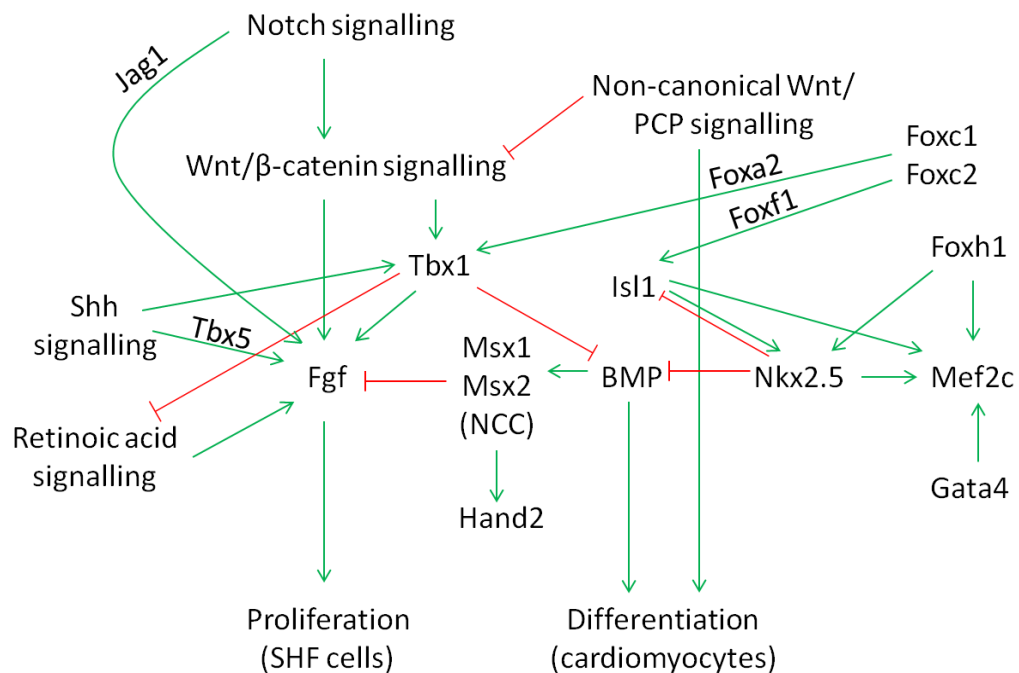 Notch signalling
Jag1
Non-canonical Wnt/
PCP signalling
Foxc1
Foxc2
Wnt/β-catenin signalling
Foxa2
Foxf1
Tbx1
Foxh1
Isl1
Shh
signalling
Tbx5
Fgf
Msx1
Msx2
(NCC)
BMP
Nkx2.5
Mef2c
Retinoic acid
signalling
Hand2
Gata4
Proliferation
(SHF cells)
Differentiation
(cardiomyocytes)